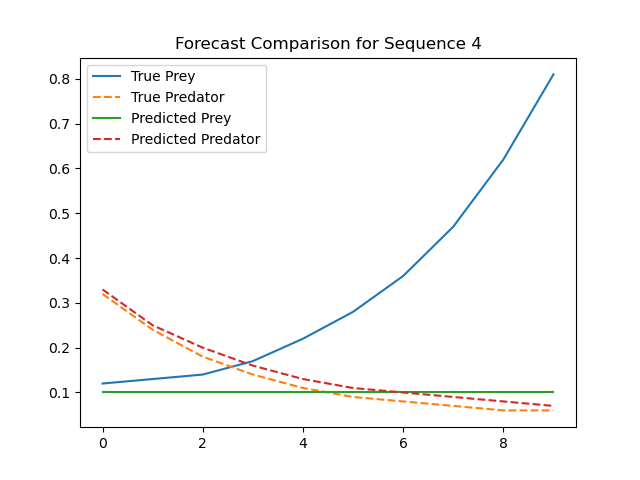 Forecast Comparison for Sequence 4
True Prey
True Predator
Predicted Prey
Predicted Predator
0.8
0.7
0.6
0.5
0.4
0.3
0.2
0.1
0 2 4 6 8